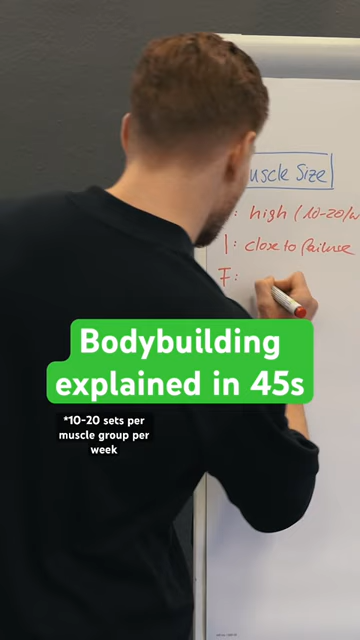 uscle Size
: high (10-20/w
I: close to failure
F:
Bodybuilding
explained in 45s
*10-20 sets per
muscle group per
week